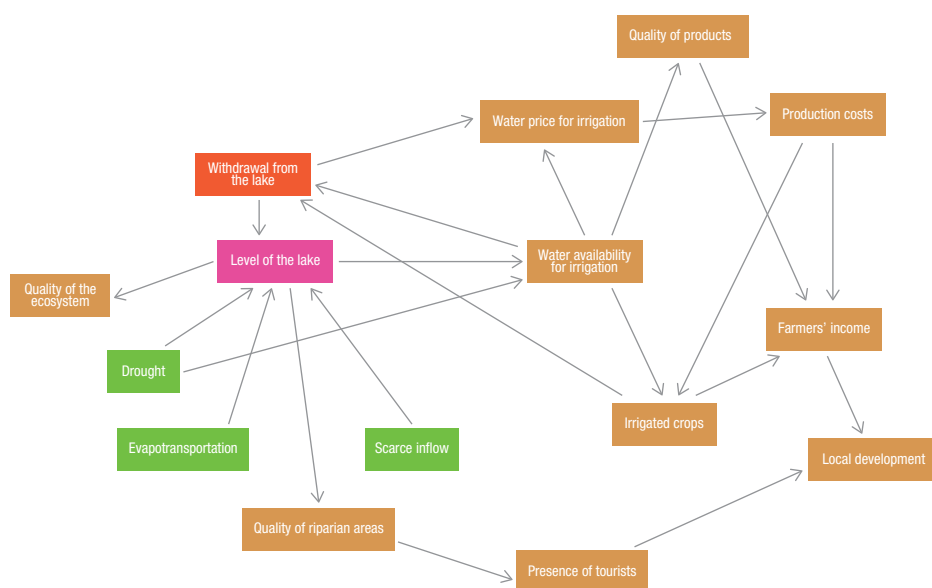 Quality of products
Water price for irrigation
Production costs
Withdrawal from
the lake
Level of the lake
Water availability
for irrigation
Quality of the
ecosystem
Farmers’ income
Drought
Irrigated crops
Evapotransportation
Scarce inflow
Local development
Quality of riparian areas
Presence of tourists